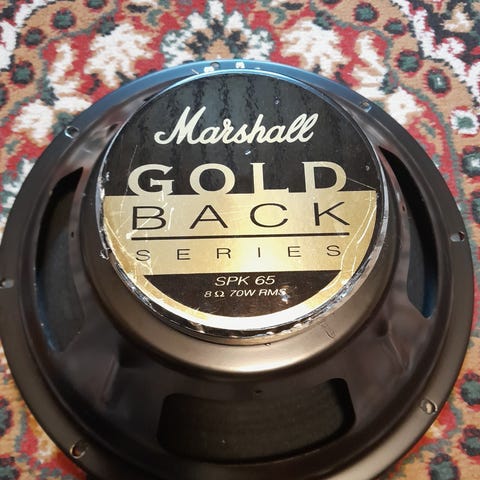 Marshall
GOLD
BACK
SERIES
SPK 65
8 Ω 70W RMS